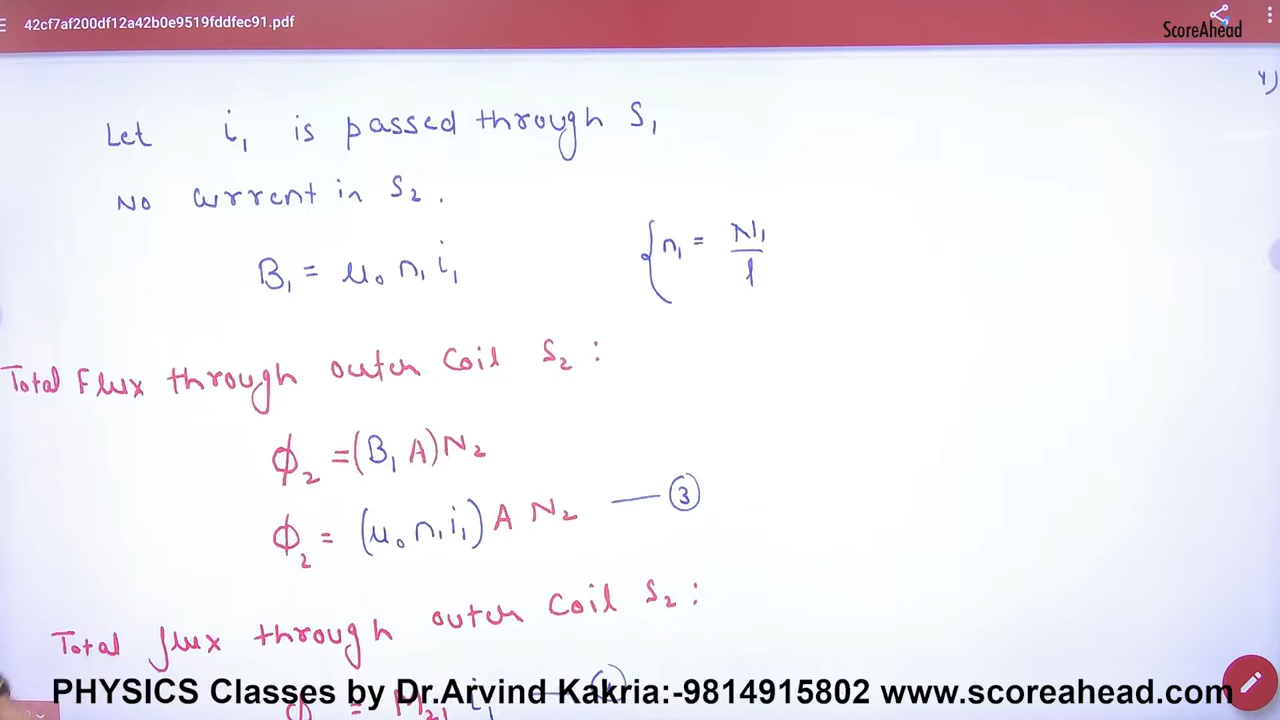 42cf7af200df12a42b0e9519fddfec91.pdf
ScoreAhead
Let i₁ is passed through S₁
No current in S₂.
B₁ = μ₀ n₁ i₁ { n₁ = N₁/l
Total Flux through outer Coil S₂ :
ϕ₂ = (B₁ A) N₂
ϕ₂ = (μ₀ n₁ i₁) A N₂ — ③
Total flux through outer Coil S₂ :
= M₂₁ i₁ —
PHYSICS Classes by Dr.Arvind Kakria:-9814915802 www.scoreahead.com